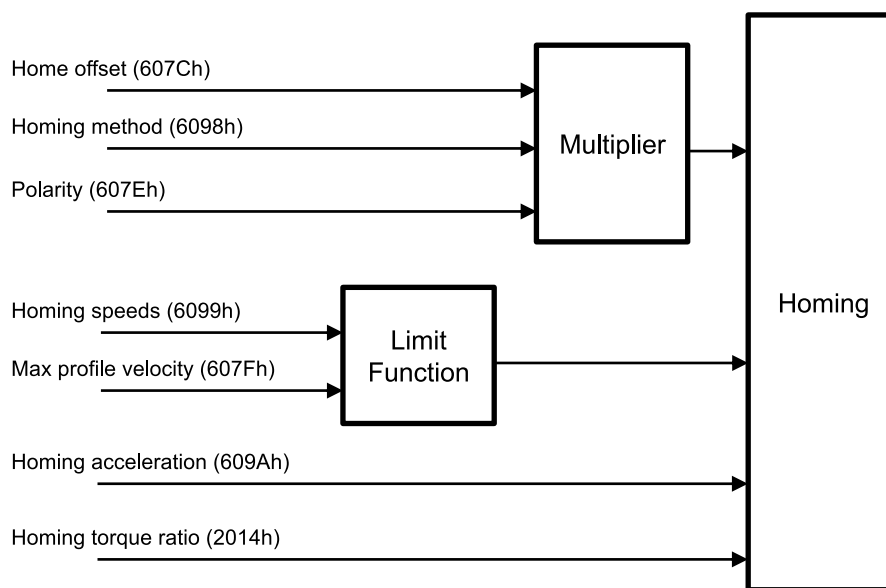 Home offset (607Ch)
Homing method (6098h)
Polarity (607Eh)
Multiplier
Homing speeds (6099h)
Max profile velocity (607Fh)
Limit
Function
Homing
Homing acceleration (609Ah)
Homing torque ratio (2014h)